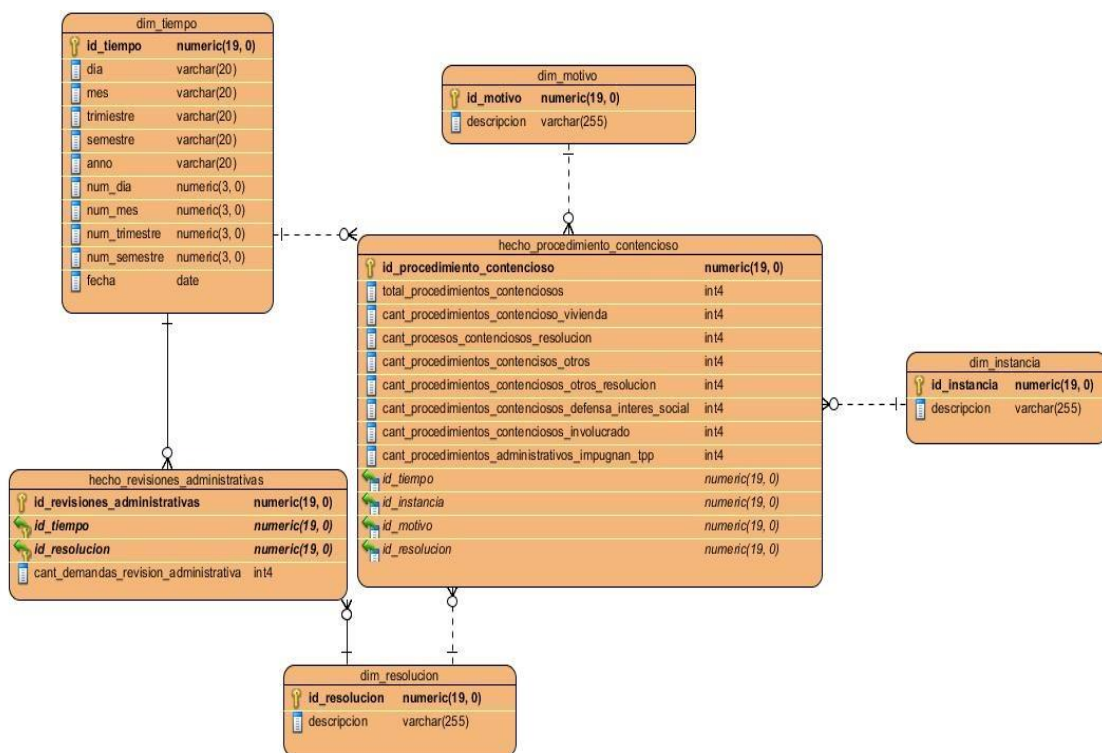 dim_tiempo
id_tiempo numeric(19, 0)
dia varchar(20)
mes varchar(20)
trimiestre varchar(20)
semestre varchar(20)
anno varchar(20)
num_dia numeric(3, 0)
num_mes numeric(3, 0)
num_trimestre numeric(3, 0)
num_semestre numeric(3, 0)
fecha date
dim_motivo
id_motivo numeric(19, 0)
descripcion varchar(255)
hecho_procedimiento_contencioso
id_procedimiento_contencioso numeric(19, 0)
total_procedimientos_contenciosos int4
cant_procedimientos_contencioso_vivienda int4
cant_procesos_contenciosos_resolucion int4
cant_procedimientos_contencisos_otros int4
cant_procedimientos_contenciosos_otros_resolucion int4
cant_procedimientos_contenciosos_defensa_interes_social int4
cant_procedimientos_contenciosos_involucrado int4
cant_procedimientos_administrativos_impugnan_tpp int4
id_tiempo numeric(19, 0)
id_instancia numeric(19, 0)
id_motivo numeric(19, 0)
id_resolucion numeric(19, 0)
dim_instancia
id_instancia numeric(19, 0)
descripcion varchar(255)
hecho_revisiones_administrativas
id_revisiones_administrativas numeric(19, 0)
id_tiempo numeric(19, 0)
id_resolucion numeric(19, 0)
cant_demandas_revision_administrativa int4
dim_resolucion
id_resolucion numeric(19, 0)
descripcion varchar(255)